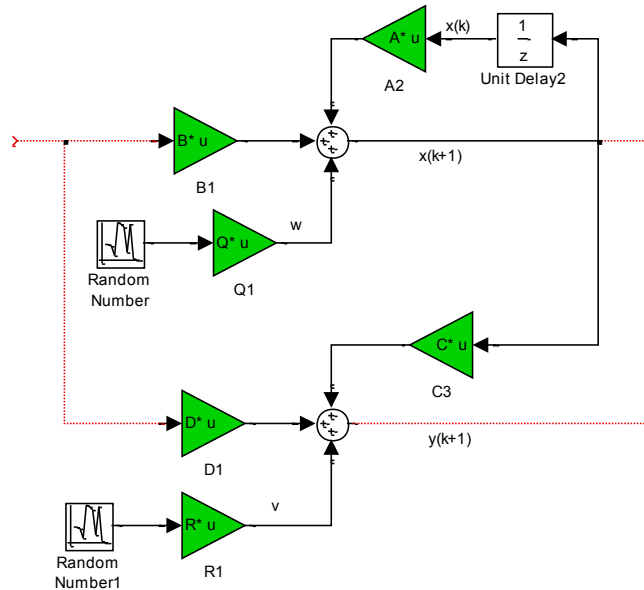 x(k)
A* u
1
z
A2
Unit Delay2
B* u
B1
x(k+1)
w
Q* u
Random
Number
Q1
C* u
C3
D* u
D1
y(k+1)
v
R* u
Random
Number1
R1